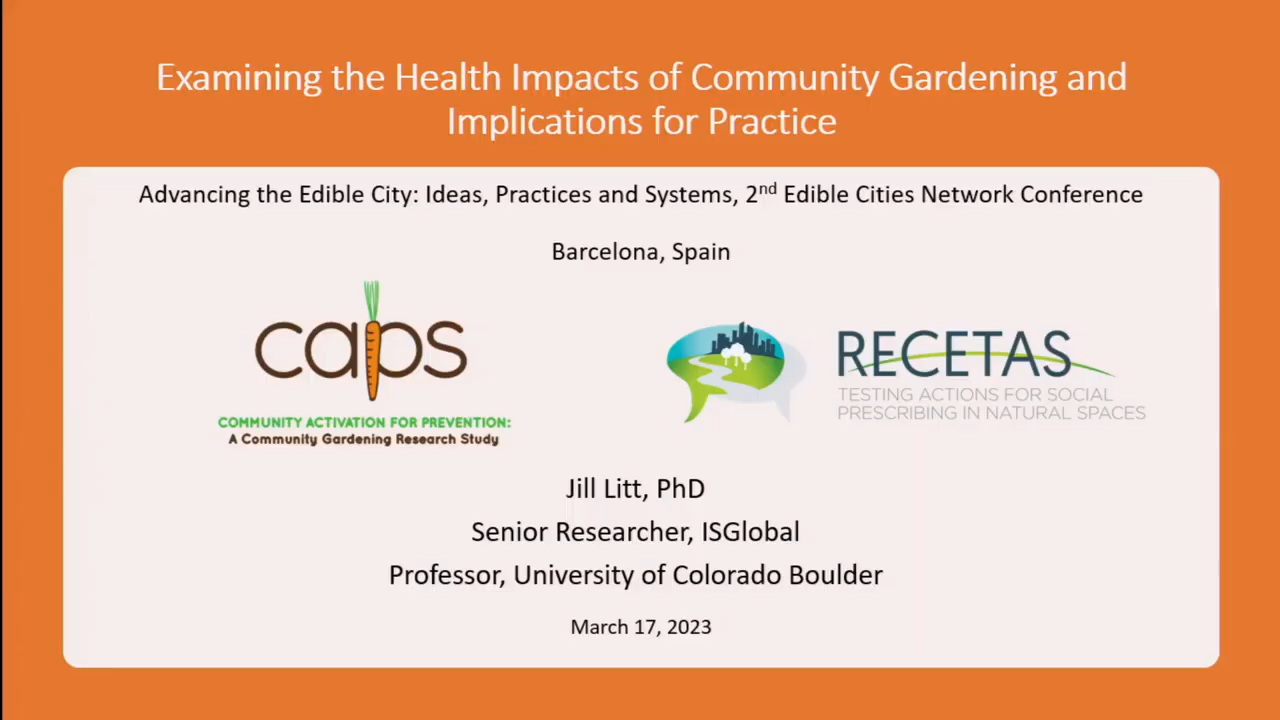 Examining the Health Impacts of Community Gardening and
Implications for Practice
Advancing the Edible City: Ideas, Practices and Systems, 2nd Edible Cities Network Conference
Barcelona, Spain
caps
COMMUNITY ACTIVATION FOR PREVENTION:
A Community Gardening Research Study
RECETAS
TESTING ACTIONS FOR SOCIAL
PRESCRIBING IN NATURAL SPACES
Jill Litt, PhD
Senior Researcher, ISGlobal
Professor, University of Colorado Boulder
March 17, 2023